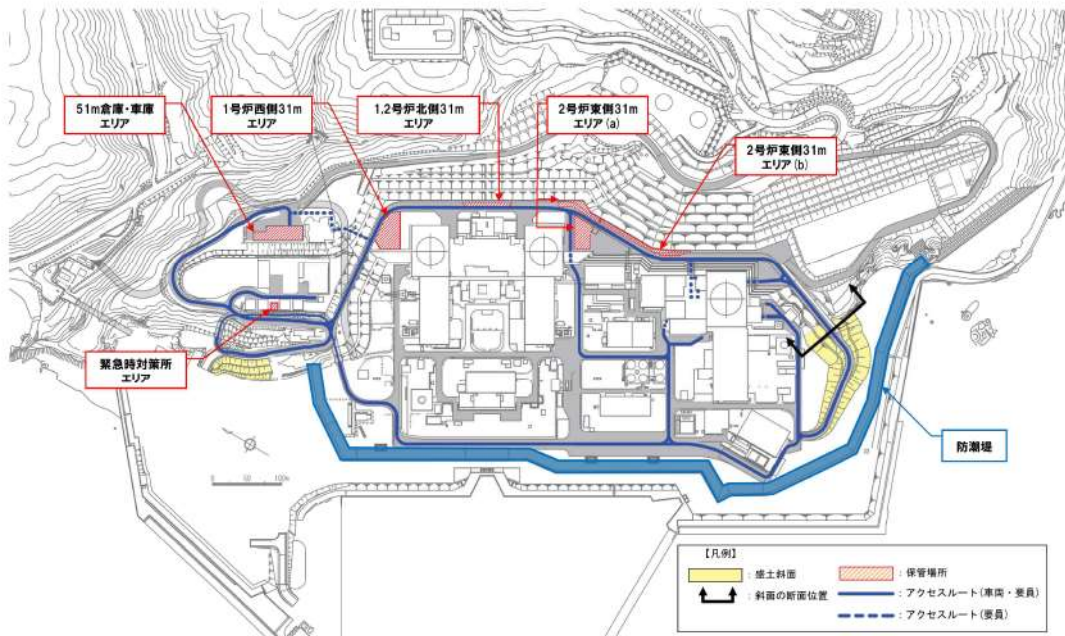 51m倉庫・車庫
エリア
1号炉西側31m
エリア
1,2号炉北側31m
エリア
2号炉東側31m
エリア(a)
2号炉東側31m
エリア(b)
緊急時対策所
エリア
防潮堤
0 50 100m
【凡例】
：盛土斜面
：保管場所
：斜面の断面位置
：アクセスルート(車両・要員)
：アクセスルート(要員)